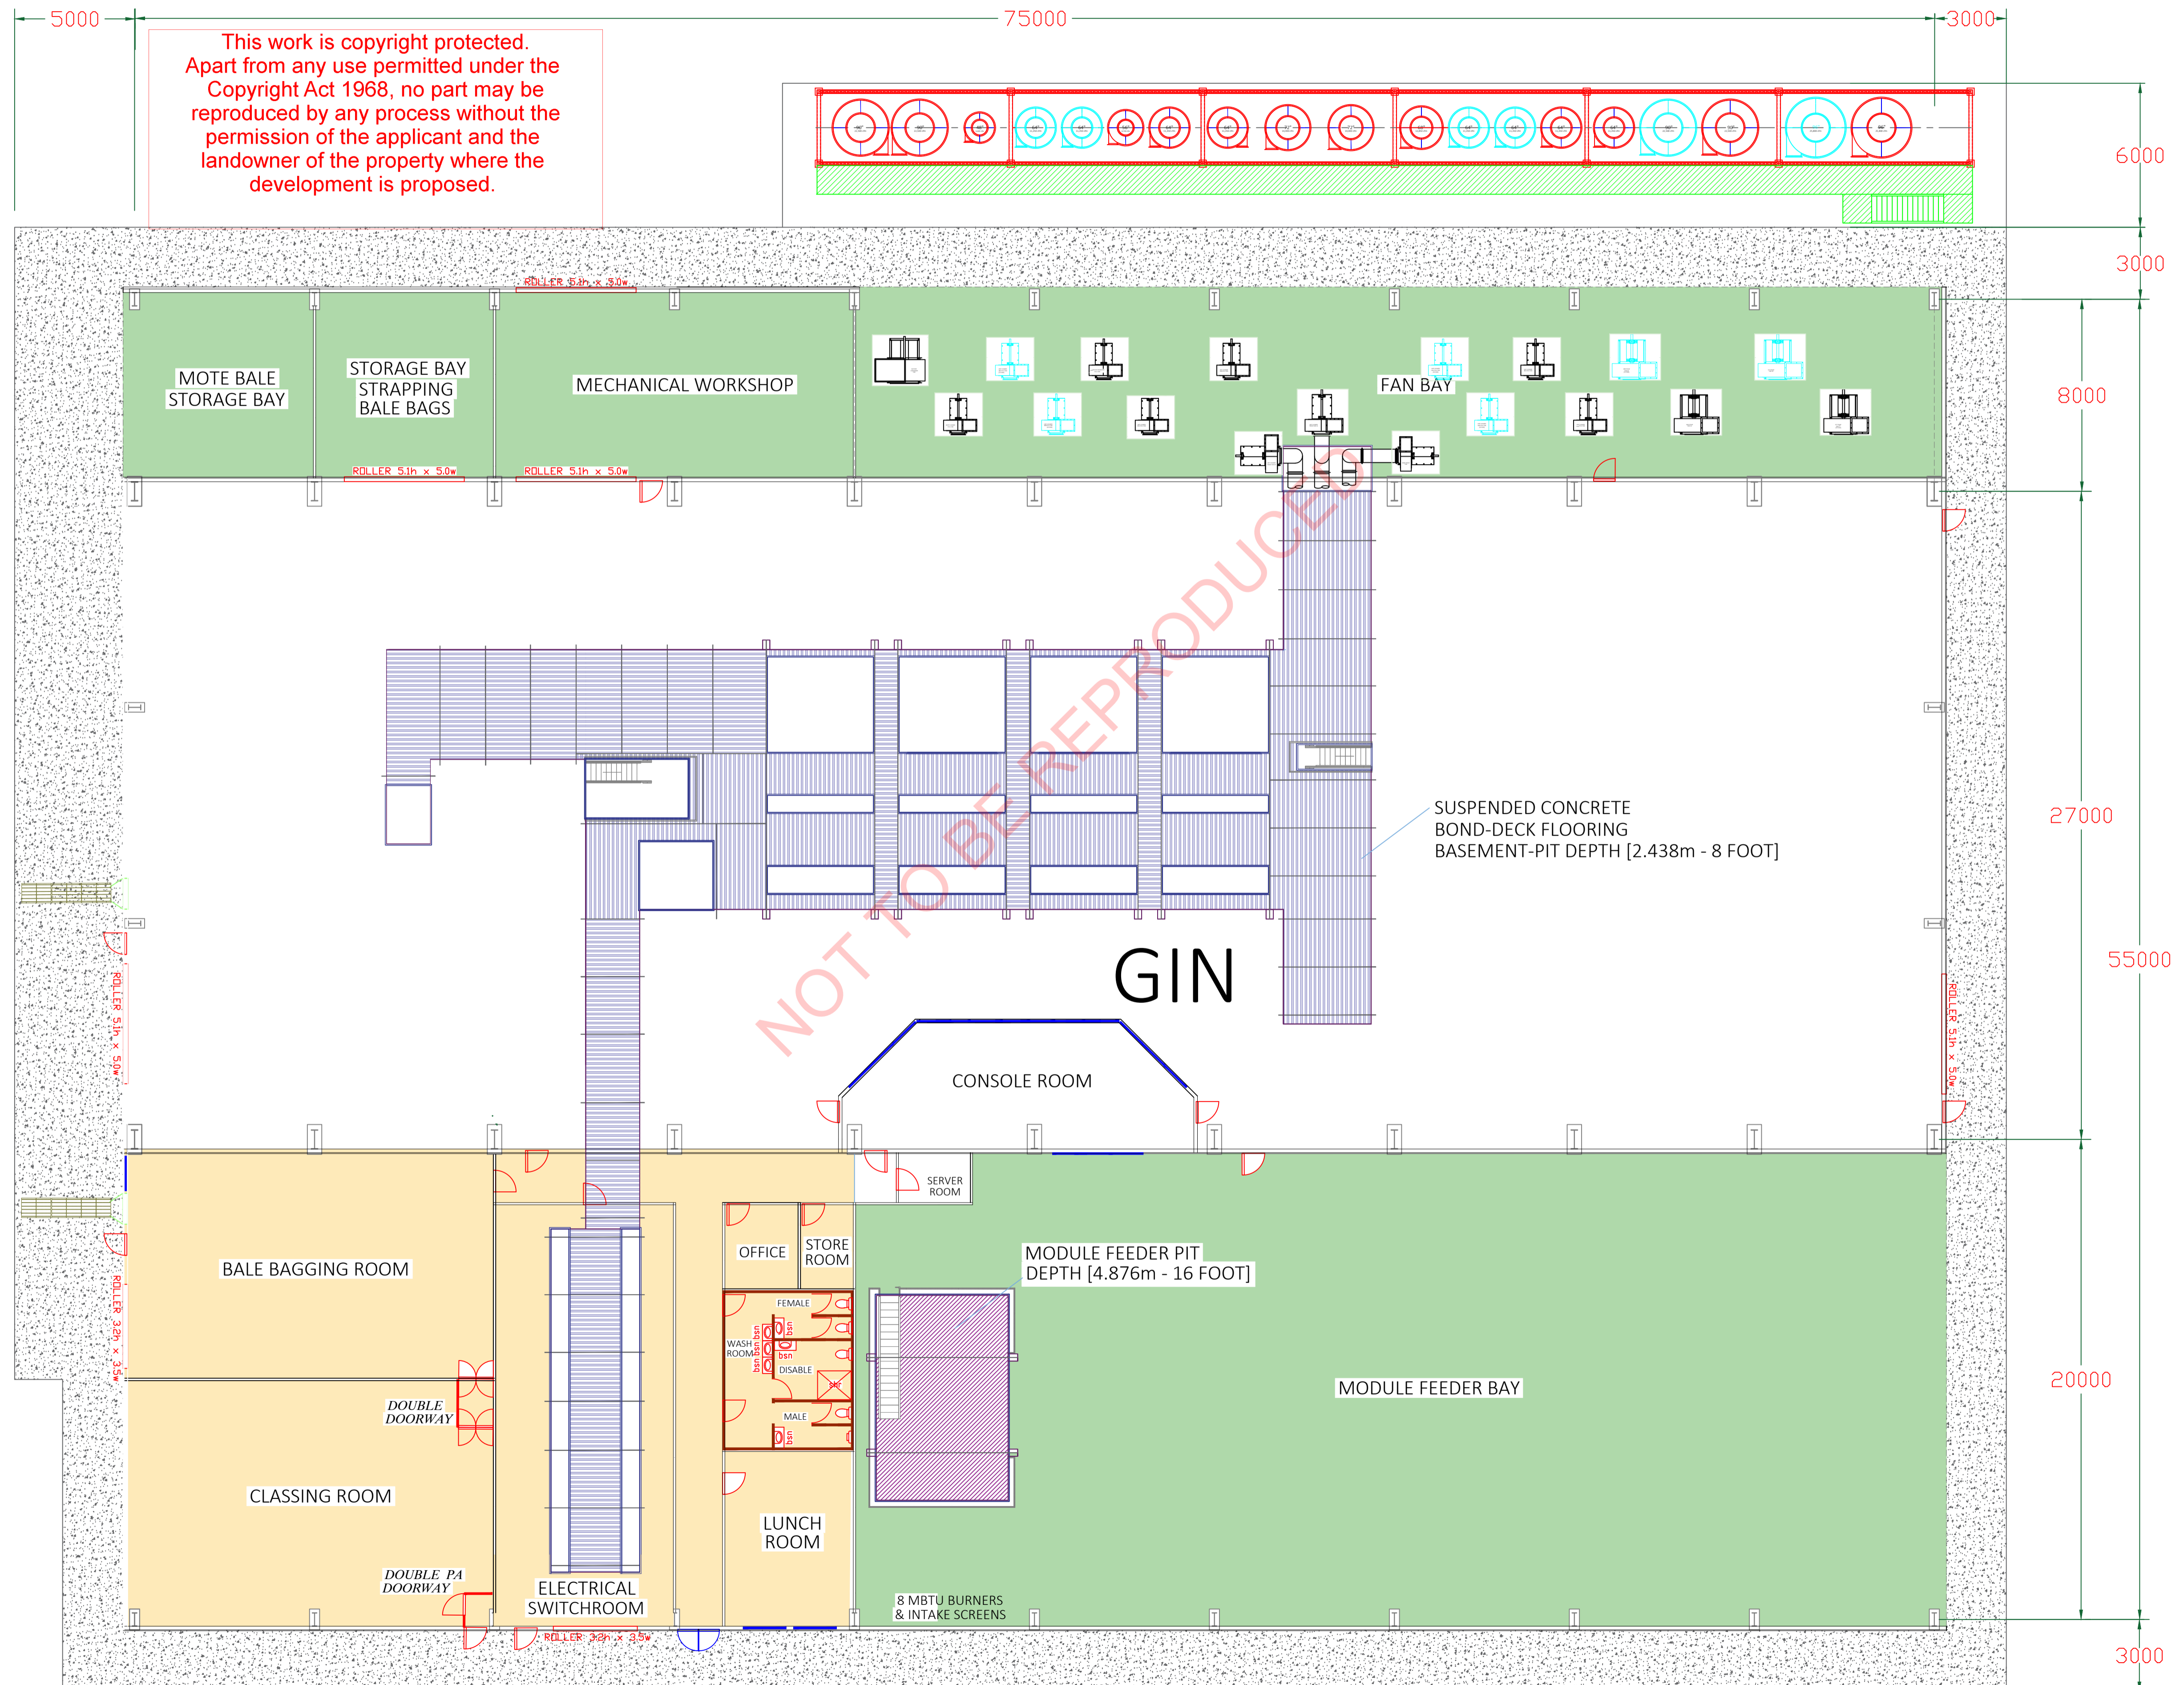 5000
75000
3000
This work is copyright protected.
Apart from any use permitted under the
Copyright Act 1968, no part may be
reproduced by any process without the
permission of the applicant and the
landowner of the property where the
development is proposed.
6000
3000
ROLLER 5.1h x 5.0w
MOTE BALE
STORAGE BAY
STORAGE BAY
STRAPPING
BALE BAGS
MECHANICAL WORKSHOP
FAN BAY
8000
ROLLER 5.1h x 5.0w
ROLLER 5.1h x 5.0w
NOT TO BE REPRODUCED
SUSPENDED CONCRETE
BOND-DECK FLOORING
BASEMENT-PIT DEPTH [2.438m - 8 FOOT]
27000
55000
GIN
ROLLER 5.1h x 5.0w
ROLLER 5.1h x 5.0w
CONSOLE ROOM
SERVER
ROOM
BALE BAGGING ROOM
OFFICE
STORE
ROOM
MODULE FEEDER PIT
DEPTH [4.876m - 16 FOOT]
ROLLER 3.2h x 3.5w
FEMALE
WASH
ROOM
bsn
bsn
bsn
bsn
bsn
DISABLE
shr
MALE
bsn
MODULE FEEDER BAY
20000
DOUBLE
DOORWAY
CLASSING ROOM
LUNCH
ROOM
DOUBLE PA
DOORWAY
ELECTRICAL
SWITCHROOM
8 MBTU BURNERS
& INTAKE SCREENS
ROLLER 3.2h x 3.5w
3000